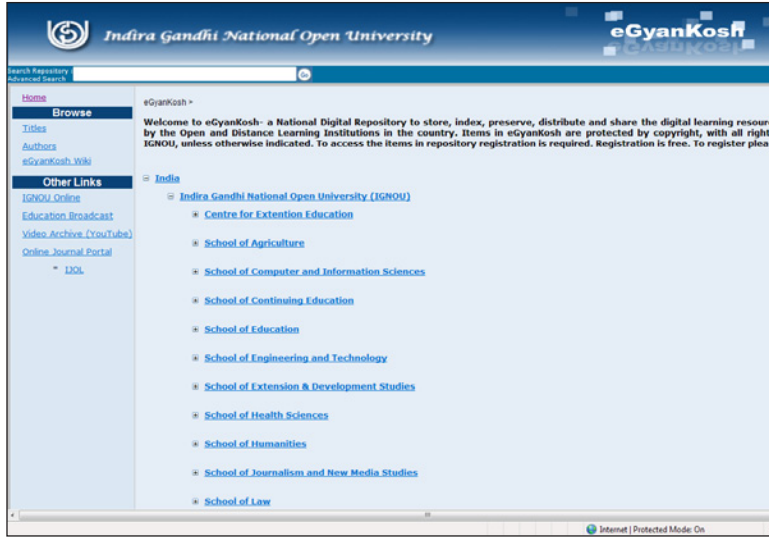 Indira Gandhi National Open University
eGyanKosh
Search Repository
Advanced Search
Go
Home
Browse
Titles
Authors
eGyanKosh Wiki
Other Links
IGNOU Online
Education Broadcast
Video Archive (YouTube)
Online Journal Portal
IJOL
eGyanKosh >
Welcome to eGyanKosh- a National Digital Repository to store, index, preserve, distribute and share the digital learning resour
by the Open and Distance Learning Institutions in the country. Items in eGyanKosh are protected by copyright, with all right
IGNOU, unless otherwise indicated. To access the items in repository registration is required. Registration is free. To register plea
India
Indira Gandhi National Open University (IGNOU)
Centre for Extention Education
School of Agriculture
School of Computer and Information Sciences
School of Continuing Education
School of Education
School of Engineering and Technology
School of Extension & Development Studies
School of Health Sciences
School of Humanities
School of Journalism and New Media Studies
School of Law
Internet | Protected Mode: On